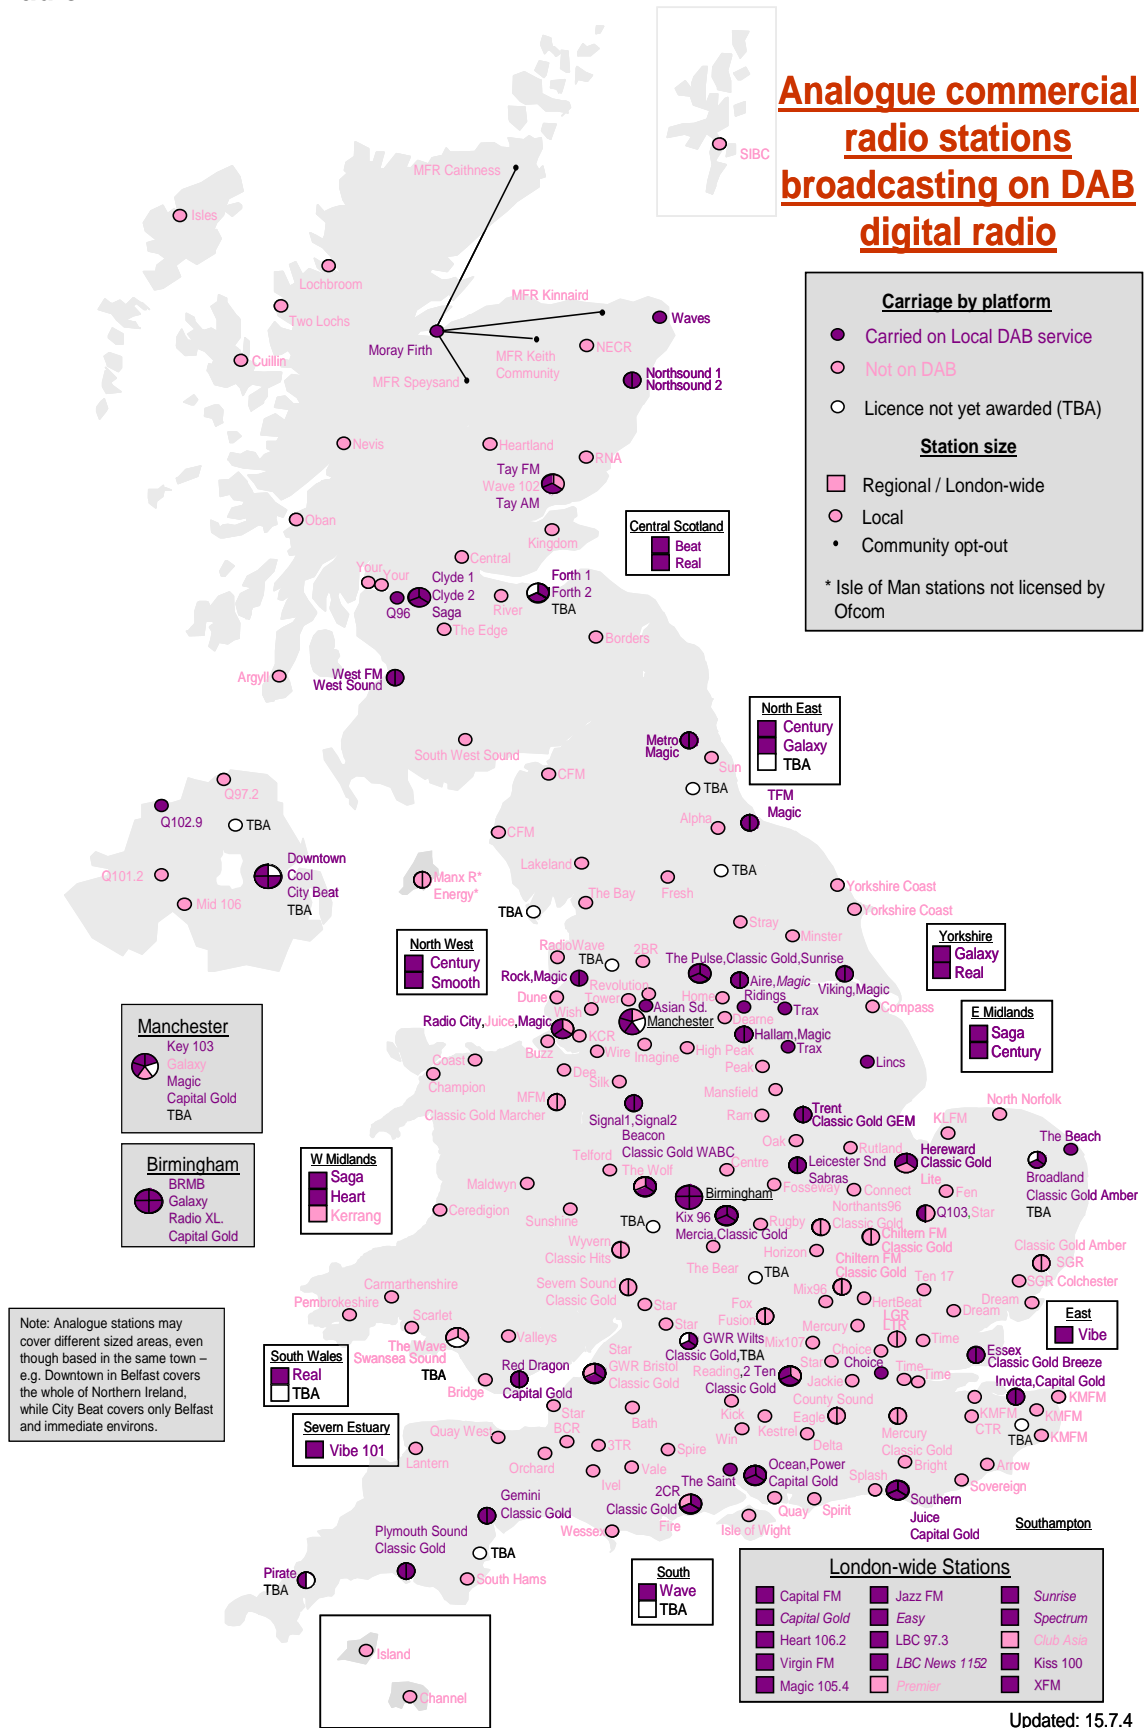 Analogue commercial
radio stations
broadcasting on DAB
digital radio
SIBC
MFR Caithness
Isles
Lochbroom
Two Lochs
Cuillin
MFR Kinnaird
Waves
Moray Firth
MFR Keith
Community
NECR
MFR Speysand
Northsound 1
Northsound 2
Carriage by platform
Carried on Local DAB service
Not on DAB
Licence not yet awarded (TBA)
Station size
Regional / London-wide
Local
Community opt-out
* Isle of Man stations not licensed by
Ofcom
Nevis
Heartland
RNA
Tay FM
Wave 102
Tay AM
Oban
Kingdom
Central Scotland
Beat
Real
Central
Your
Your
Clyde 1
Clyde 2
Saga
Q96
River
Forth 1
Forth 2
TBA
The Edge
Borders
Argyll
West FM
West Sound
South West Sound
Metro
Magic
Sun
North East
Century
Galaxy
TBA
CFM
TBA
TFM
Magic
Alpha
Q97.2
Q102.9
TBA
CFM
Downtown
Cool
City Beat
TBA
Q101.2
Mid 106
Manx R*
Energy*
Lakeland
Fresh
TBA
The Bay
TBA
Yorkshire Coast
Yorkshire Coast
Stray
Minster
North West
Century
Smooth
RadioWave
TBA
2BR
The Pulse,Classic Gold,Sunrise
Yorkshire
Galaxy
Real
Rock,Magic
Revolution
Aire,Magic
Viking,Magic
Dune
Tower
Asian Sd.
Home
Ridings
Trax
Compass
Wish
Manchester
Dearne
Radio City,Juice,Magic
KCR
Hallam,Magic
E Midlands
Saga
Century
Buzz
Wire
Imagine
High Peak
Trax
Lincs
Manchester
Key 103
Galaxy
Magic
Capital Gold
TBA
Coast
Champion
Dee
Silk
Peak
Mansfield
MFM
Classic Gold Marcher
Signal1,Signal2
Beacon
Classic Gold WABC
Ram
Trent
Classic Gold GEM
North Norfolk
KLFM
The Beach
Oak
Rutland
Hereward
Classic Gold
Birmingham
BRMB
Galaxy
Radio XL.
Capital Gold
W Midlands
Saga
Heart
Kerrang
Telford
The Wolf
Centre
Leicester Snd
Sabras
Lite
Broadland
Classic Gold Amber
TBA
Maldwyn
Birmingham
Fosseway
Connect
Fen
Ceredigion
Sunshine
TBA
Kix 96
Mercia,Classic Gold
Rugby
Northants96
Classic Gold
Q103,Star
Wyvern
Classic Hits
The Bear
Horizon
Chiltern FM
Classic Gold
Chiltern FM
Classic Gold
Classic Gold Amber
SGR
SGR Colchester
Severn Sound
Classic Gold
TBA
Mix96
Ten 17
Carmarthenshire
Pembrokeshire
Star
Fox
Fusion
HertBeat
Dream
Dream
East
Vibe
Note: Analogue stations may
cover different sized areas, even
though based in the same town –
e.g. Downtown in Belfast covers
the whole of Northern Ireland,
while City Beat covers only Belfast
and immediate environs.
Scarlet
The Wave
Swansea Sound
TBA
Valleys
Star
GWR Wilts
Classic Gold,TBA
Mix107
Mercury
LGR
LTR
Time
Essex
Classic Gold Breeze
South Wales
Real
TBA
Red Dragon
Capital Gold
Bridge
Star
GWR Bristol
Classic Gold
Reading,2 Ten
Classic Gold
Star
Choice
Choice
Jackie
Time
Time
Invicta,Capital Gold
KMFM
KMFM
KMFM
KMFM
CTR
TBA
Severn Estuary
Vibe 101
Star
BCR
Bath
Kick
Win
Kestrel
County Sound
Eagle
Delta
Mercury
Classic Gold
Quay West
Lantern
Orchard
3TR
Ivel
Vale
Spire
The Saint
Ocean,Power
Capital Gold
Bright
Arrow
Splash
Sovereign
Gemini
Classic Gold
2CR
Classic Gold
Fire
Quay
Spirit
Southern
Juice
Capital Gold
Southampton
Plymouth Sound
Classic Gold
Wessex
Isle of Wight
TBA
Pirate
TBA
South Hams
South
Wave
TBA
London-wide Stations
Capital FM
Jazz FM
Sunrise
Capital Gold
Easy
Spectrum
Heart 106.2
LBC 97.3
Club Asia
Virgin FM
LBC News 1152
Kiss 100
Magic 105.4
Premier
XFM
Island
Channel
Updated: 15.7.4